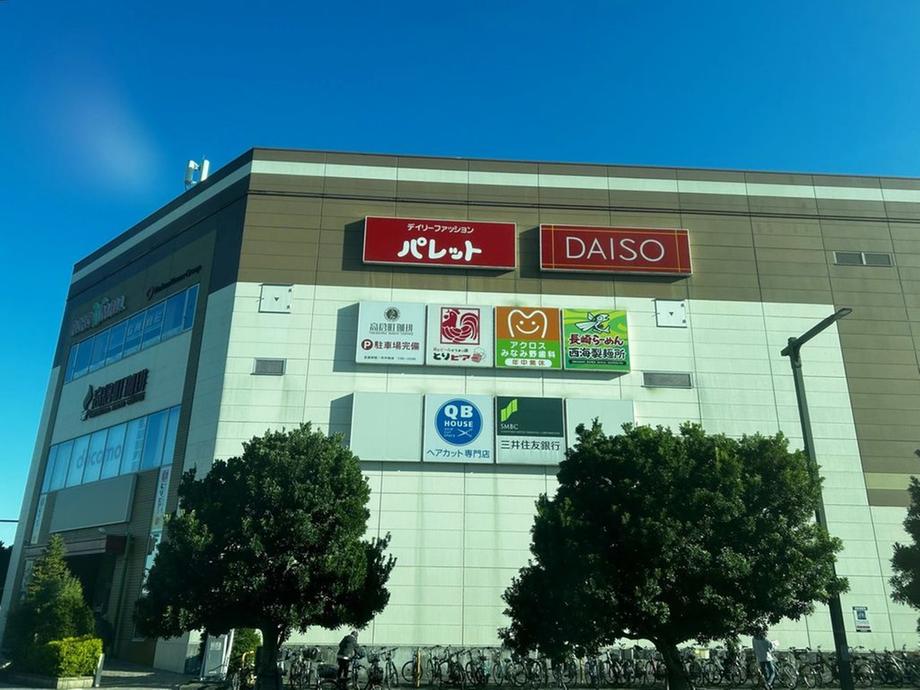 デイリーファッション
パレット
DAISO
高倉町珈琲
P 駐車場完備
とりビア
アクロス
みなみ野歯科
年中無休
長崎らーめん
西海製麺所
QB
HOUSE
ヘアカット専門店
SMBC
三井住友銀行
高倉町珈琲
docomo